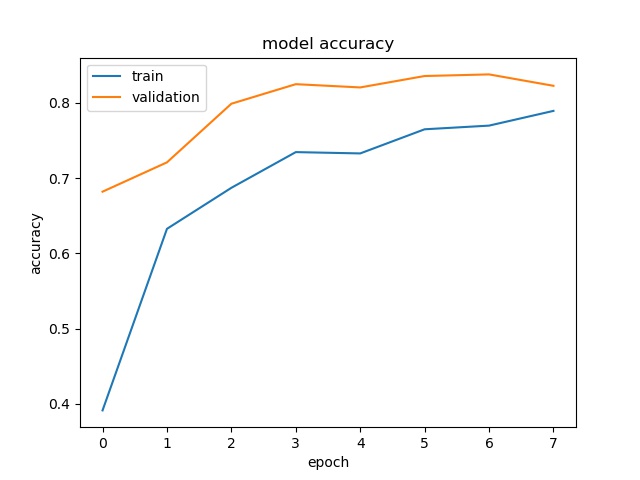 model accuracy
train
validation
accuracy
0.8
0.7
0.6
0.5
0.4
0 1 2 3 4 5 6 7
epoch